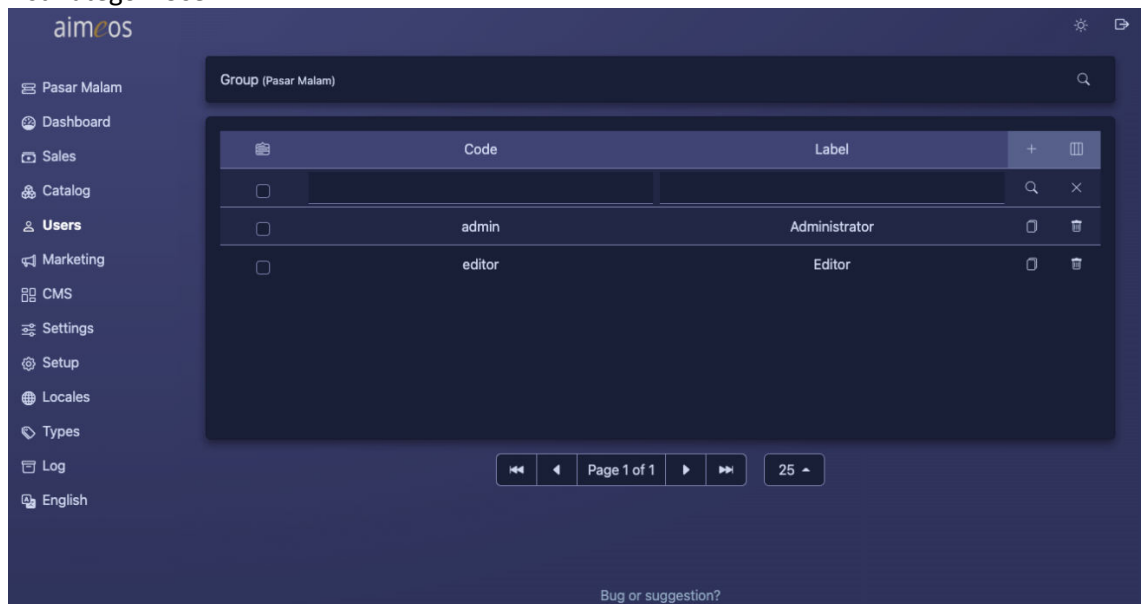 aimeos
Pasar Malam
Dashboard
Sales
Catalog
Users
Marketing
CMS
Settings
Setup
Locales
Types
Log
English
Group (Pasar Malam)
Code Label
admin Administrator
editor Editor
Page 1 of 1 25
Bug or suggestion?